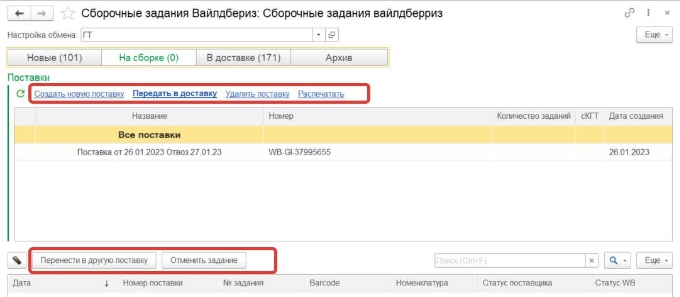 Сборочные задания Вайлдбериз: Сборочные задания вайлдберриз
Настройка обмена: ГТ Еще
Новые (101) На сборке (0) В доставке (171) Архив
Поставки
Создать новую поставку Передать в доставку Удалить поставку Распечатать
Название Номер Количество заданий сКГТ Дата создания
Все поставки
Поставка от 26.01.2023 Отвоз 27.01.23 WB-GI-37995655 26.01.2023
Перенести в другую поставку Отменить задание Поиск (Ctrl+F) Еще
Дата ↓ Номер поставки № задания Barcode Номенклатура Статус поставщика Статус WB